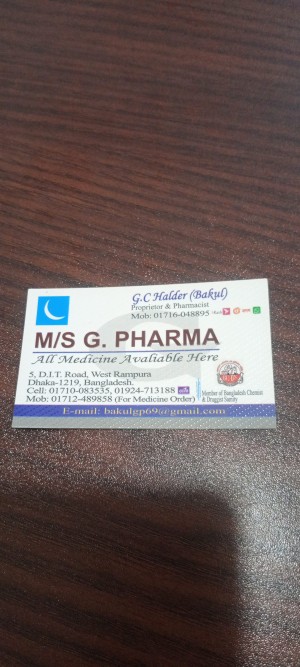 G.C Halder (Bakul)
Proprietor & Pharmacist
Mob: 01716-048895
M/S G. PHARMA
All Medicine Avaliable Here
5, D.I.T. Road, West Rampura
Dhaka-1219, Bangladesh.
Cell: 01710-083535, 01924-713188
Mob: 01712-489858 (For Medicine Order)
Member of Bangladesh Chemist
& Druggist Samity
E-mail: bakulgp69@gmail.com